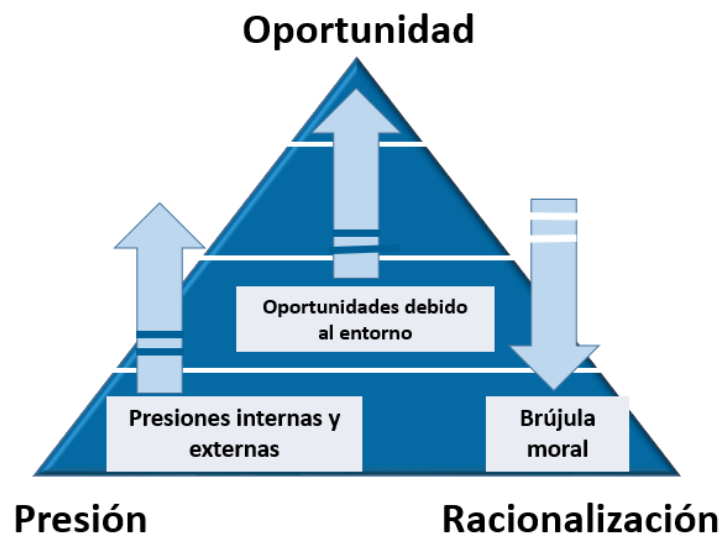 Oportunidad
Oportunidades debido
al entorno
Presiones internas y
externas
Brújula
moral
Presión
Racionalización